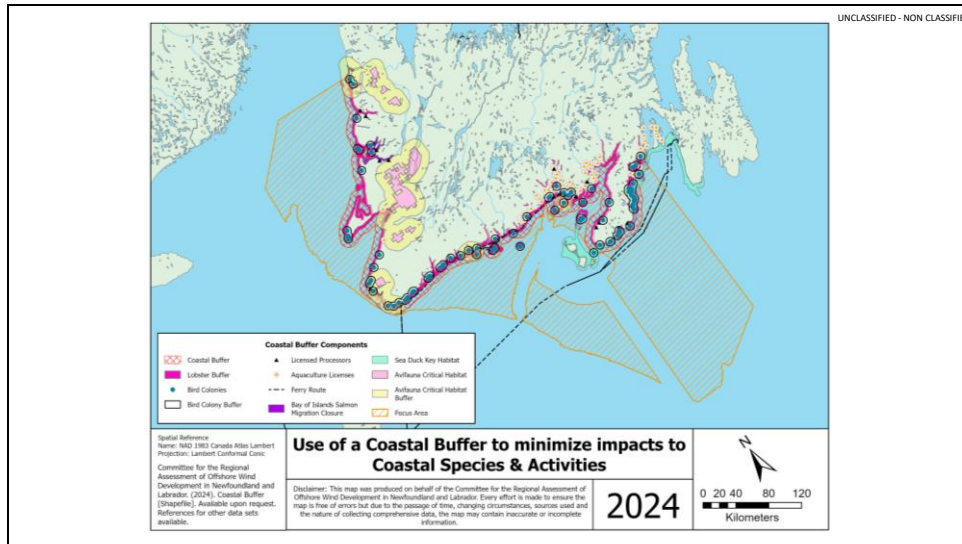 UNCLASSIFIED - NON CLASSIFIÉ
Coastal Buffer Components
Coastal Buffer
Lobster Buffer
Bird Colonies
Bird Colony Buffer
Licensed Processors
Aquaculture Licenses
Ferry Route
Bay of Islands Salmon
Migration Closure
Sea Duck Key Habitat
Avifauna Critical Habitat
Avifauna Critical Habitat
Buffer
Focus Area
Spatial Reference
Name: NAD 1983 Canada Atlas Lambert
Projection: Lambert Conformal Conic
Committee for the Regional
Assessment of Offshore Wind
Development in Newfoundland and
Labrador. (2024). Coastal Buffer
[Shapefile]. Available upon request.
References for other data sets
available.
Use of a Coastal Buffer to minimize impacts to
Coastal Species & Activities
Disclaimer: This map was produced on behalf of the Committee for the Regional Assessment of
Offshore Wind Development in Newfoundland and Labrador. Every effort is made to ensure the
map is free of errors but due to the passage of time, changing circumstances, sources used and
the nature of collecting comprehensive data, the map may contain inaccurate or incomplete
information.
2024
N
0 20 40 80 120
Kilometers